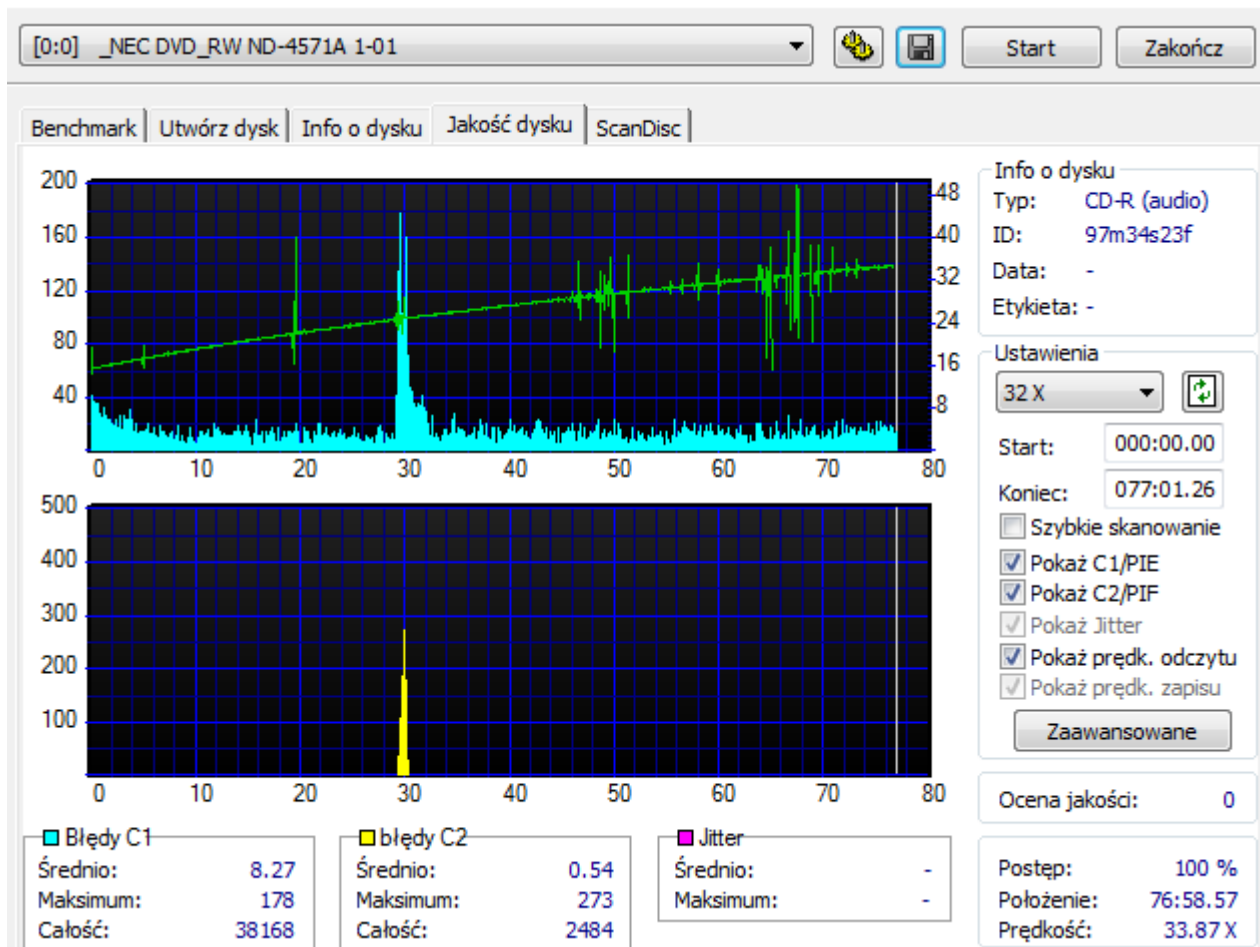 [0:0] _NEC DVD_RW ND-4571A 1-01
Start
Zakończ
Benchmark Utwórz dysk Info o dysku Jakość dysku ScanDisc
200
160
120
80
40
48
40
32
24
16
8
0 10 20 30 40 50 60 70 80
500
400
300
200
100
0 10 20 30 40 50 60 70 80
Błędy C1
Średnio: 8.27
Maksimum: 178
Całość: 38168
błędy C2
Średnio: 0.54
Maksimum: 273
Całość: 2484
Jitter
Średnio: -
Maksimum: -
Info o dysku
Typ: CD-R (audio)
ID: 97m34s23f
Data: -
Etykieta: -
Ustawienia
32 X
Start: 000:00.00
Koniec: 077:01.26
Szybkie skanowanie
Pokaż C1/PIE
Pokaż C2/PIF
Pokaż Jitter
Pokaż prędk. odczytu
Pokaż prędk. zapisu
Zaawansowane
Ocena jakości: 0
Postęp: 100 %
Położenie: 76:58.57
Prędkość: 33.87 X